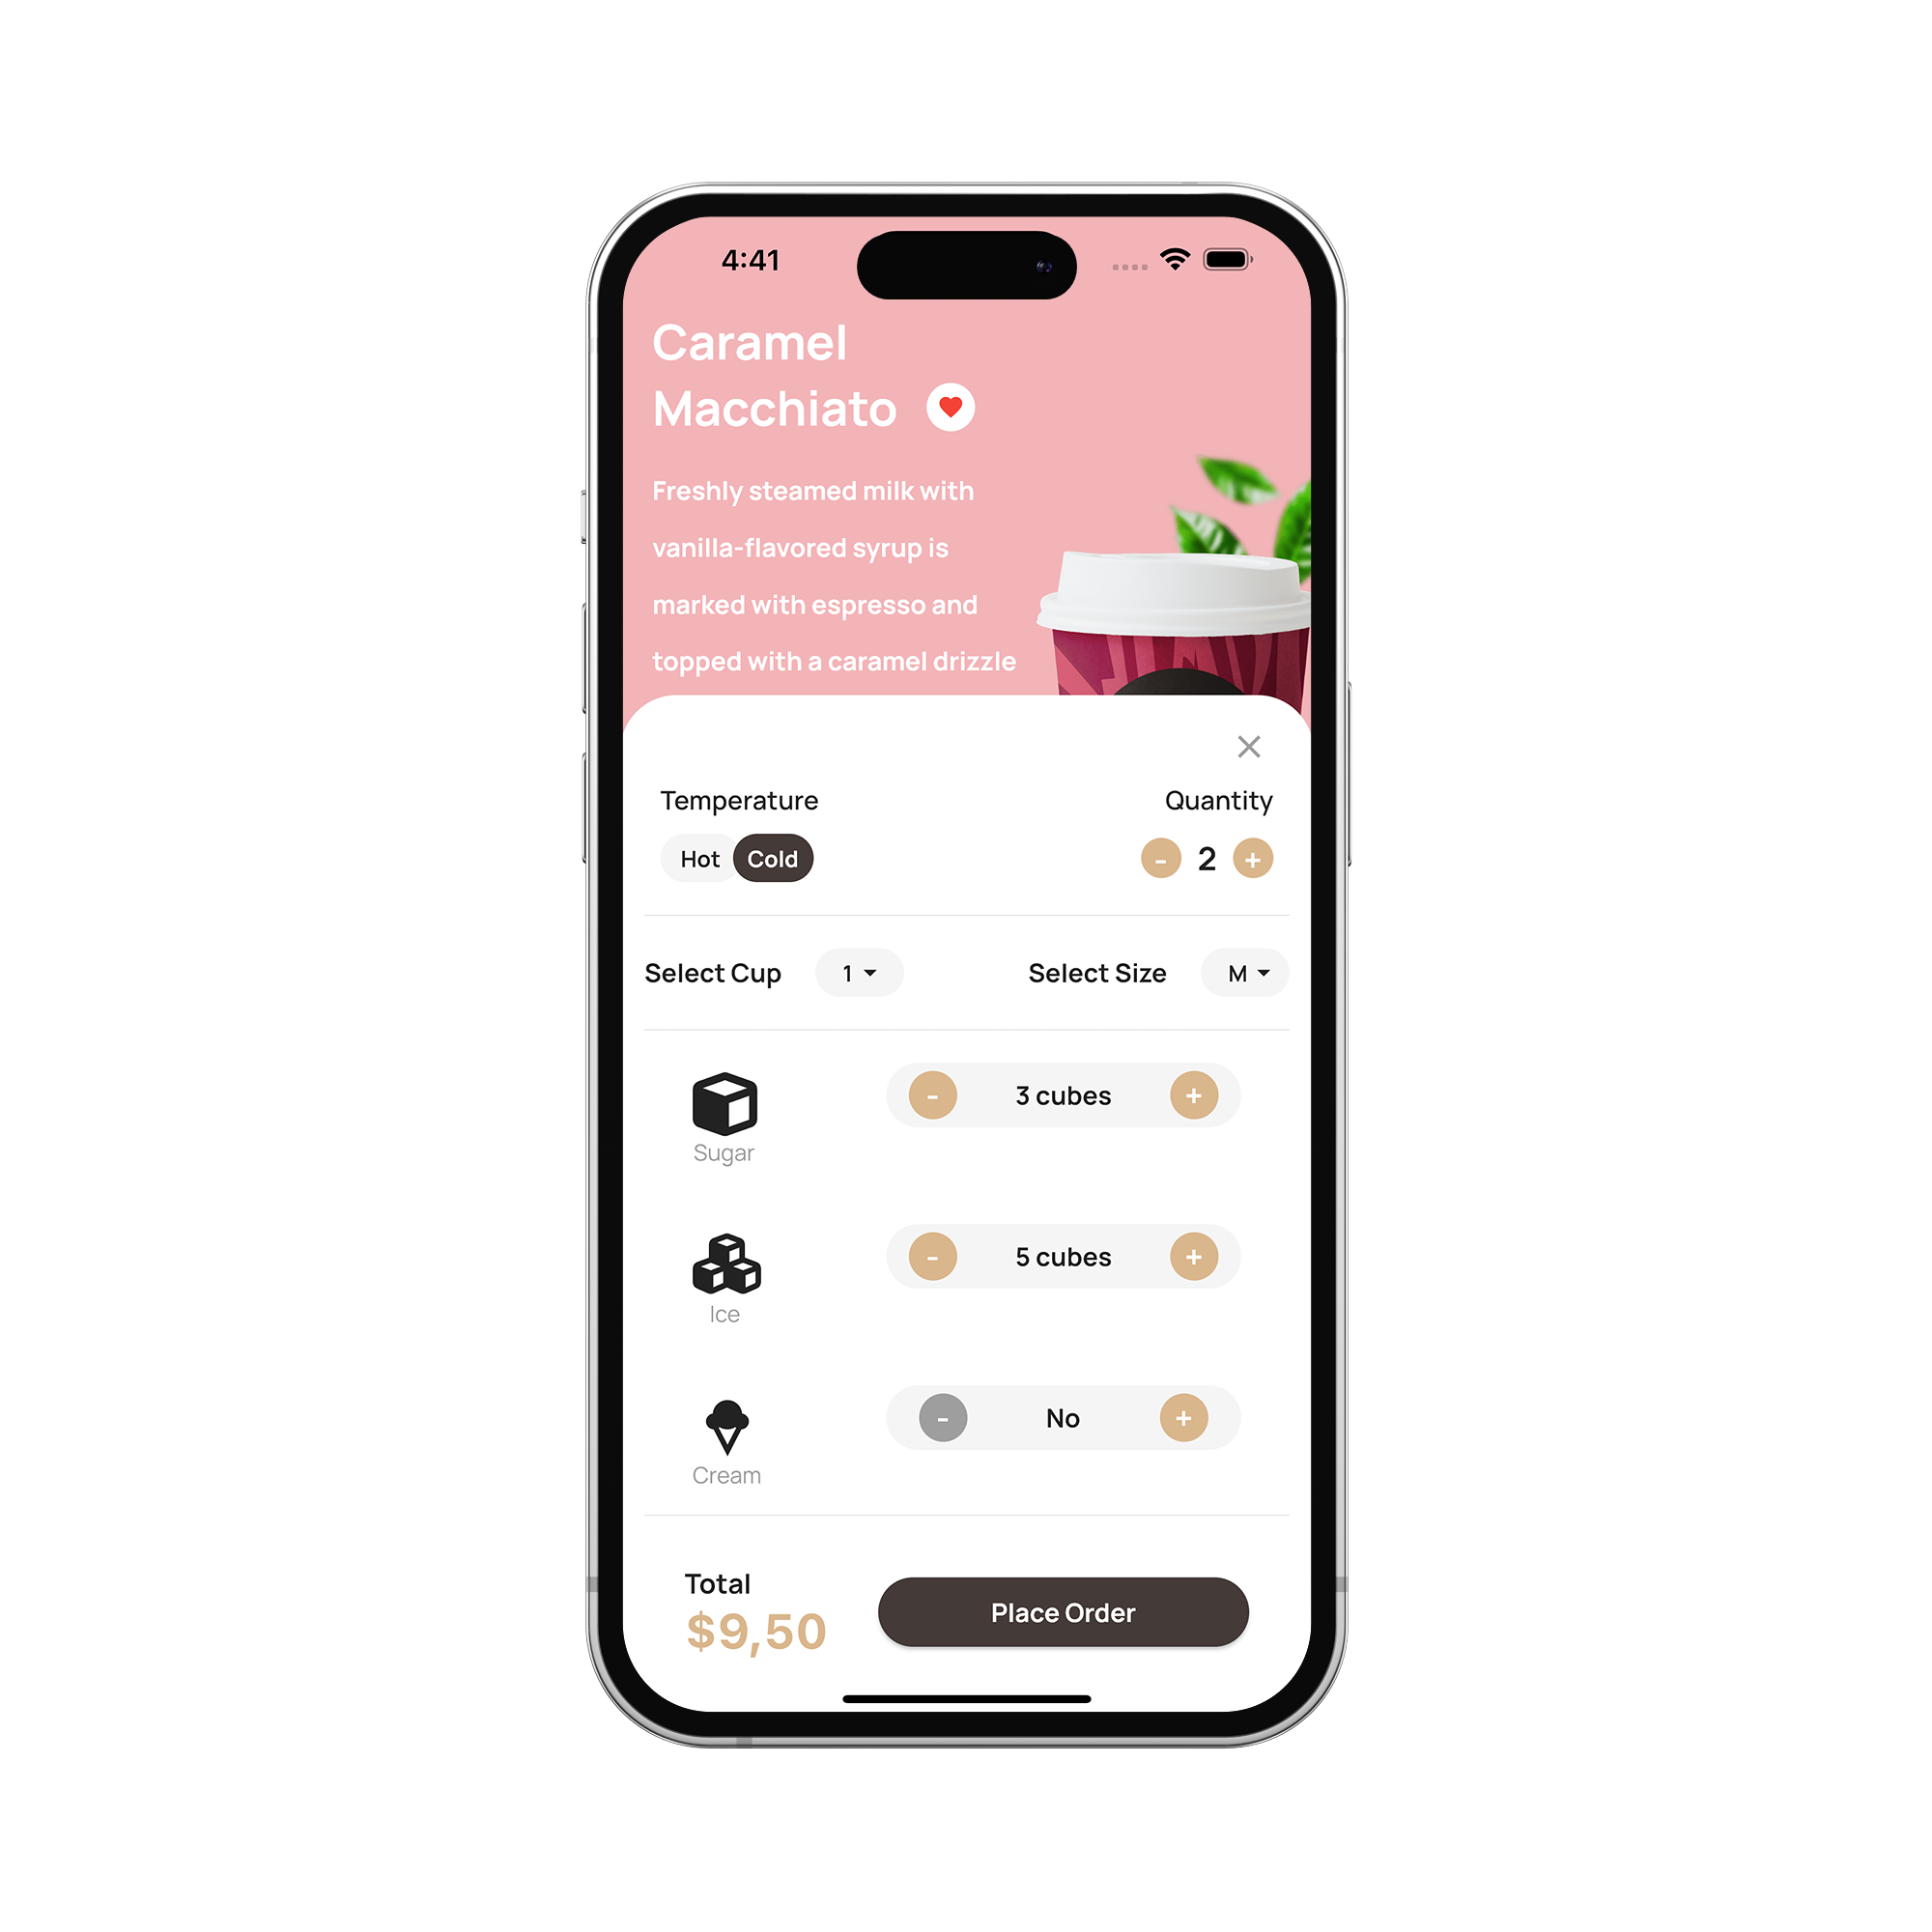 4:41
Caramel
Macchiato
Freshly steamed milk with
vanilla-flavored syrup is
marked with espresso and
topped with a caramel drizzle
Temperature Quantity
Hot Cold - 2 +
Select Cup 1 Select Size M
- 3 cubes +
Sugar
- 5 cubes +
Ice
- No +
Cream
Total
$9,50
Place Order